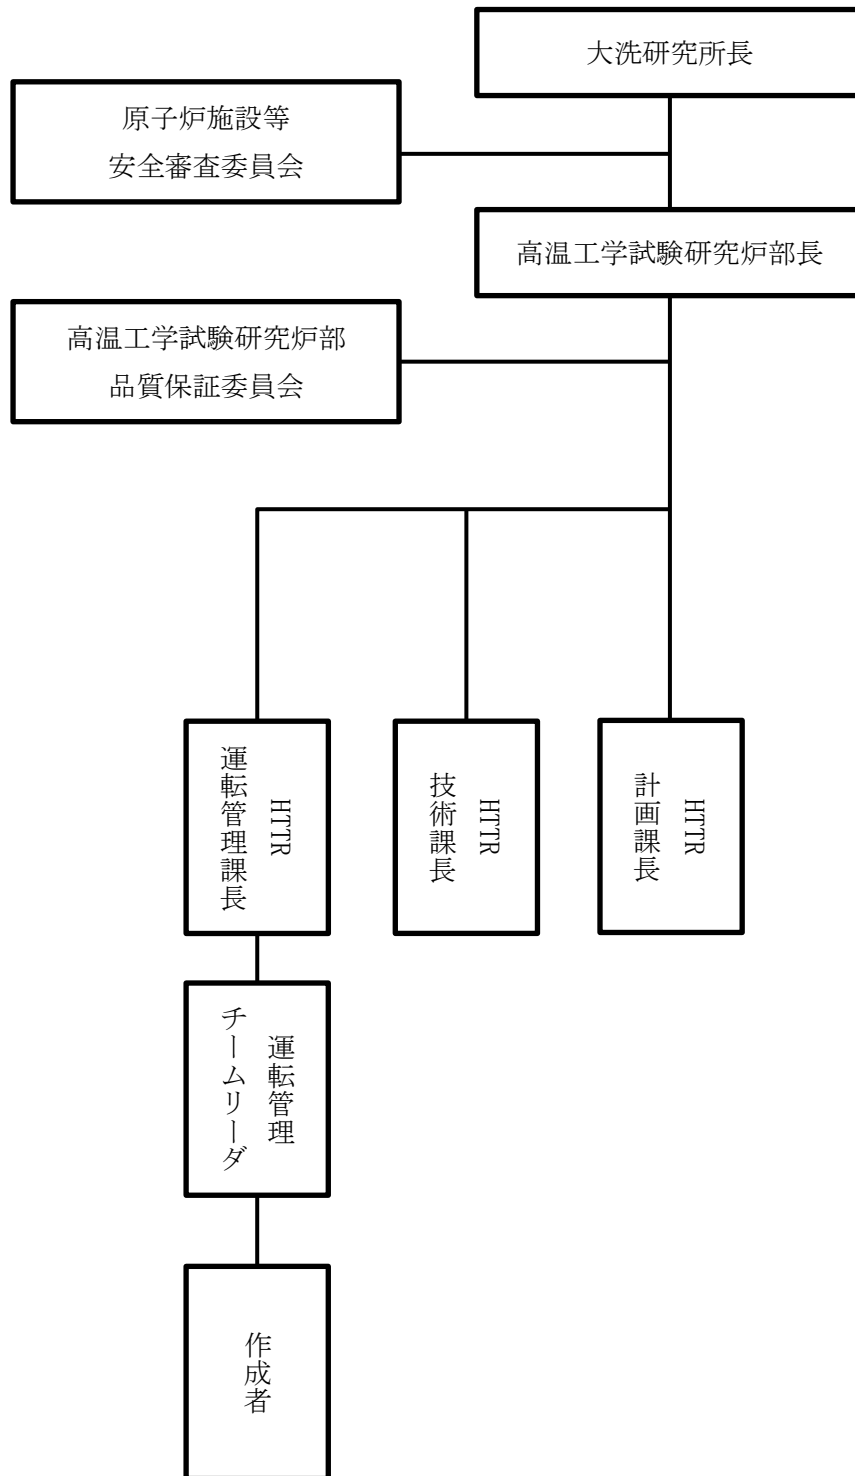 大洗研究所長
原子炉施設等
安全審査委員会
高温工学試験研究炉部長
高温工学試験研究炉部
品質保証委員会
HTTR
計画課長
HTTR
技術課長
HTTR
運転管理課長
運転管理
チームリーダ
作成者